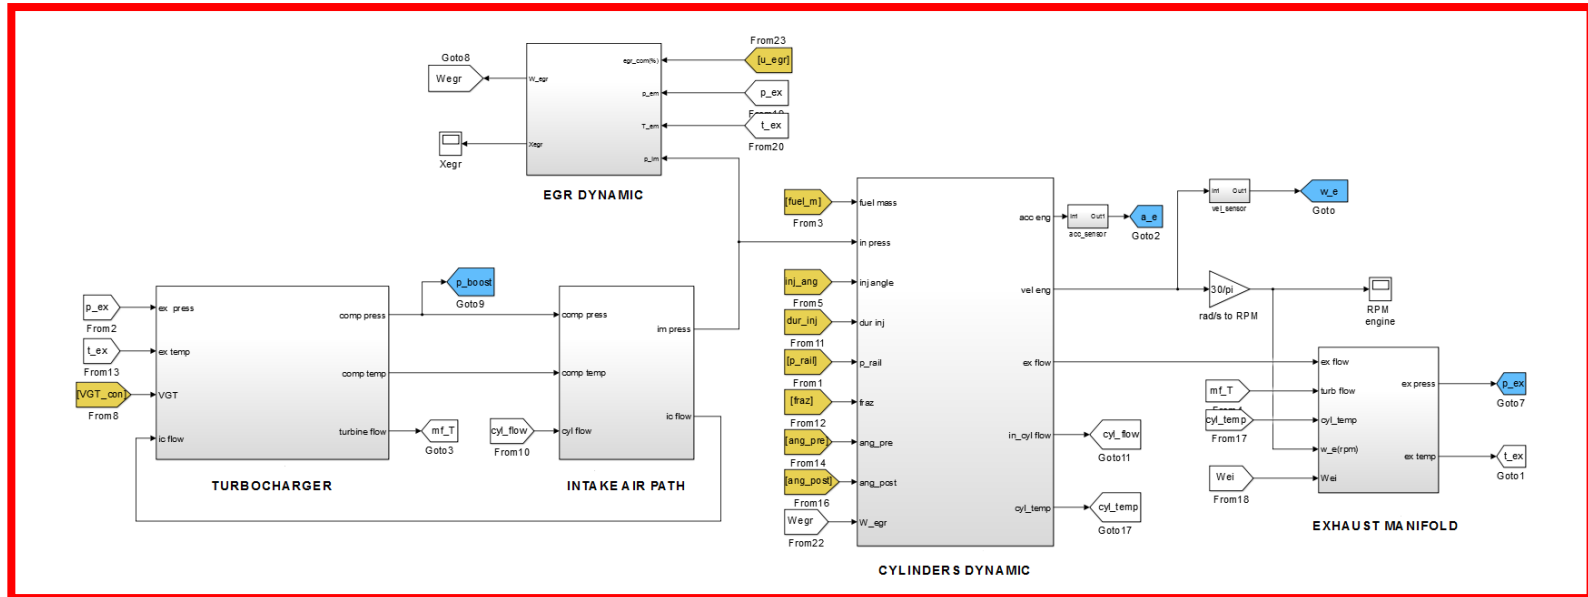 From23
[u_egr]
Goto8
Wegr
W_egr
egr_com(%)
p_em
p_ex
T_em
t_ex
From20
Xegr
Xegr
p_im
EGR DYNAMIC
[fuel_m]
From3
fuel mass
in press
inj_ang
From5
inj angle
dur_inj
From11
dur inj
[p_rail]
From1
p_rail
[fraz]
From12
fraz
[ang_pre]
From14
ang_pre
[ang_post]
From16
ang_post
Wegr
From22
W_egr
acc eng
vel eng
ex flow
in_cyl flow
cyl_temp
CYLINDERS DYNAMIC
Int Out1
acc_sensor
a_e
Goto2
Int Out1
vel_sensor
w_e
Goto
30/pi
rad/s to RPM
RPM
engine
cyl_flow
Goto11
cyl_temp
Goto17
p_ex
From2
ex press
t_ex
From13
ex temp
[VGT_con]
From8
VGT
ic flow
comp press
comp temp
turbine flow
TURBOCHARGER
p_boost
Goto9
mf_T
Goto3
cyl_flow
From10
comp press
comp temp
cyl flow
im press
ic flow
INTAKE AIR PATH
mf_T
cyl_temp
From17
Wei
From18
ex flow
turb flow
cyl_temp
w_e(rpm)
Wei
ex press
ex temp
p_ex
Goto7
t_ex
Goto1
EXHAUST MANIFOLD